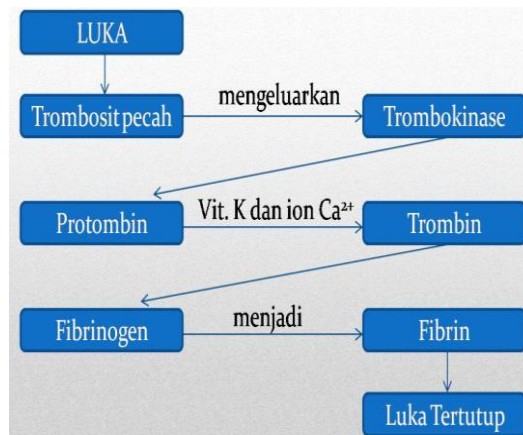 LUKA
Trombosit pecah
mengeluarkan
Trombokinase
Protombin
Vit. K dan ion Ca²⁺
Trombin
Fibrinogen
menjadi
Fibrin
Luka Tertutup